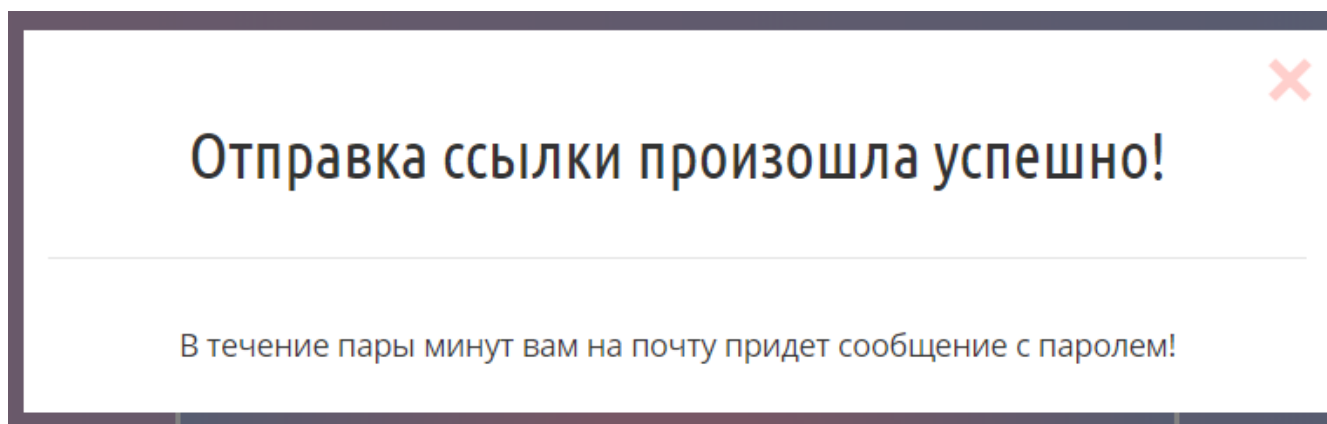 Отправка ссылки произошла успешно!
В течение пары минут вам на почту придет сообщение с паролем!